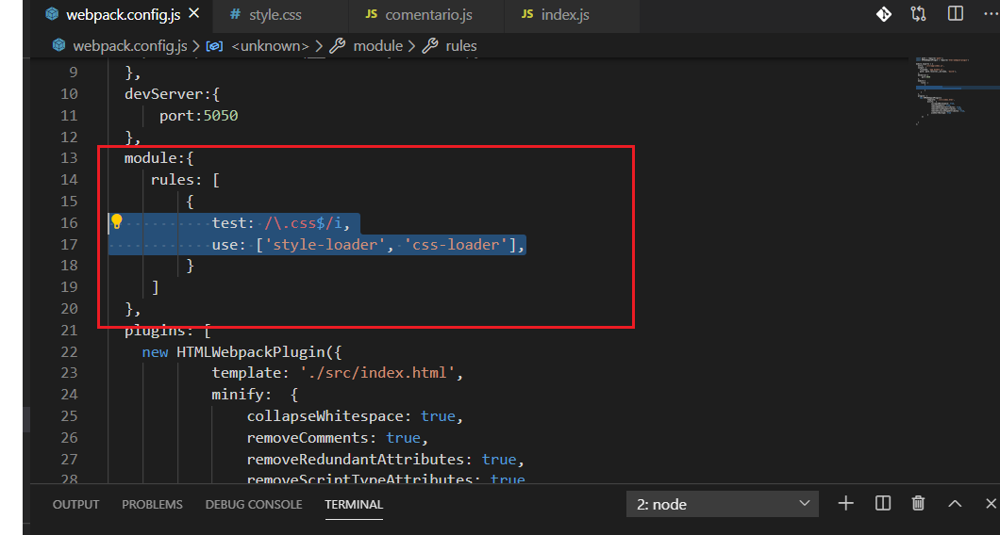 webpack.config.js
# style.css
JS comentario.js
JS index.js
webpack.config.js > <unknown> > module > rules
9 },
10 devServer:{
11 port:5050
12 },
13 module:{
14 rules: [
15 {
16 test: /\.css$/i,
17 use: ['style-loader', 'css-loader'],
18 }
19 ]
20 },
21 plugins: [
22 new HTMLWebpackPlugin({
23 template: './src/index.html',
24 minify: {
25 collapseWhitespace: true,
26 removeComments: true,
27 removeRedundantAttributes: true,
28 removeScriptTypeAttributes: true
OUTPUT PROBLEMS DEBUG CONSOLE TERMINAL 2: node